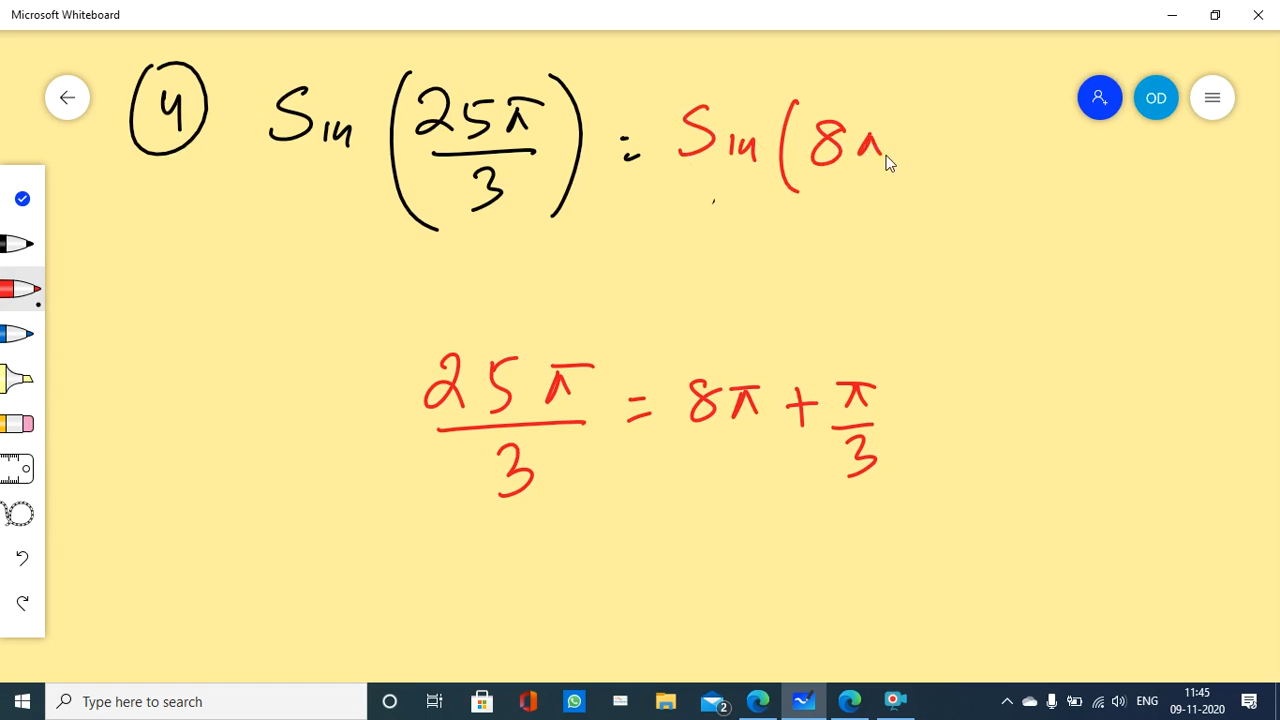 Microsoft Whiteboard
④ Sin (25π/3) = Sin (8π
OD
25π/3 = 8π + π/3
Type here to search
2
ENG
11:45
09-11-2020